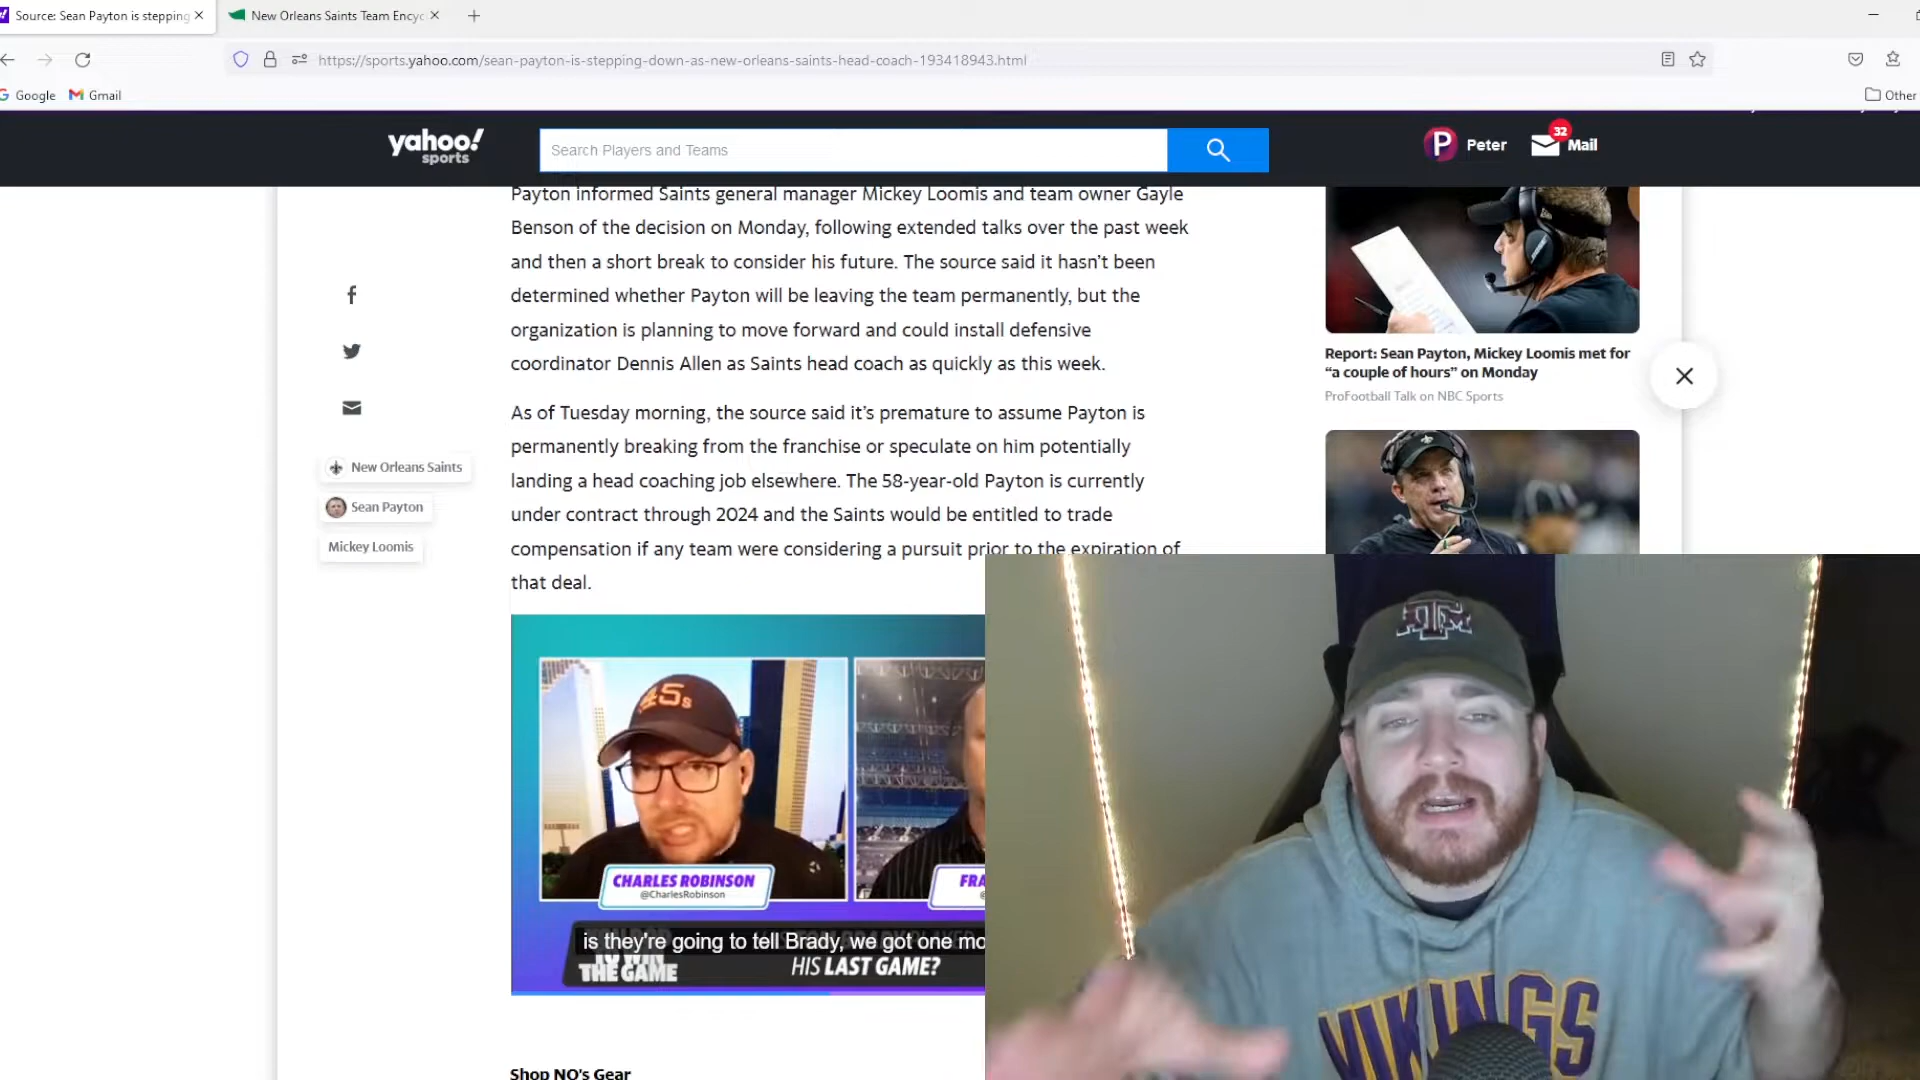 Source: Sean Payton is stepping
New Orleans Saints Team Ency
https://sports.yahoo.com/sean-payton-is-stepping-down-as-new-orleans-saints-head-coach-193418943.html
Google
Gmail
Other
yahoo!
sports
Search Players and Teams
P
Peter
32
Mail
Payton informed Saints general manager Mickey Loomis and team owner Gayle
Benson of the decision on Monday, following extended talks over the past week
and then a short break to consider his future. The source said it hasn’t been
determined whether Payton will be leaving the team permanently, but the
organization is planning to move forward and could install defensive
coordinator Dennis Allen as Saints head coach as quickly as this week.
As of Tuesday morning, the source said it’s premature to assume Payton is
permanently breaking from the franchise or speculate on him potentially
landing a head coaching job elsewhere. The 58-year-old Payton is currently
under contract through 2024 and the Saints would be entitled to trade
compensation if any team were considering a pursuit prior to the expiration of
that deal.
New Orleans Saints
Sean Payton
Mickey Loomis
Report: Sean Payton, Mickey Loomis met for
“a couple of hours” on Monday
ProFootball Talk on NBC Sports
45s
CHARLES ROBINSON
@CharlesRobinson
FRA
is they're going to tell Brady, we got one mo
TO WIN
THE GAME
HIS LAST GAME?
Shop NO's Gear
ATM
VIKINGS